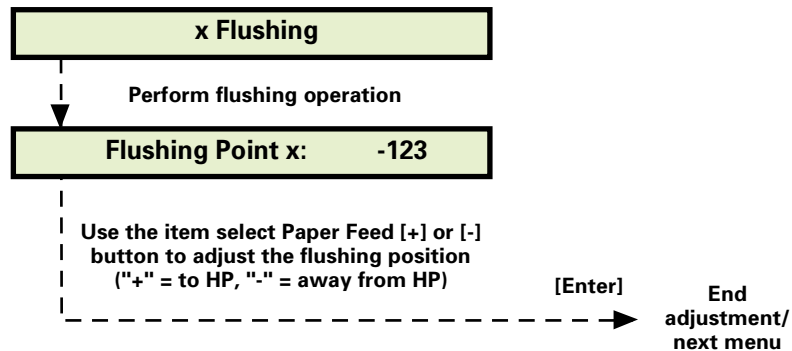 x Flushing
Perform flushing operation
Flushing Point x: -123
Use the item select Paper Feed [+] or [-]
button to adjust the flushing position
("+" = to HP, "-" = away from HP)
[Enter]
End
adjustment/
next menu